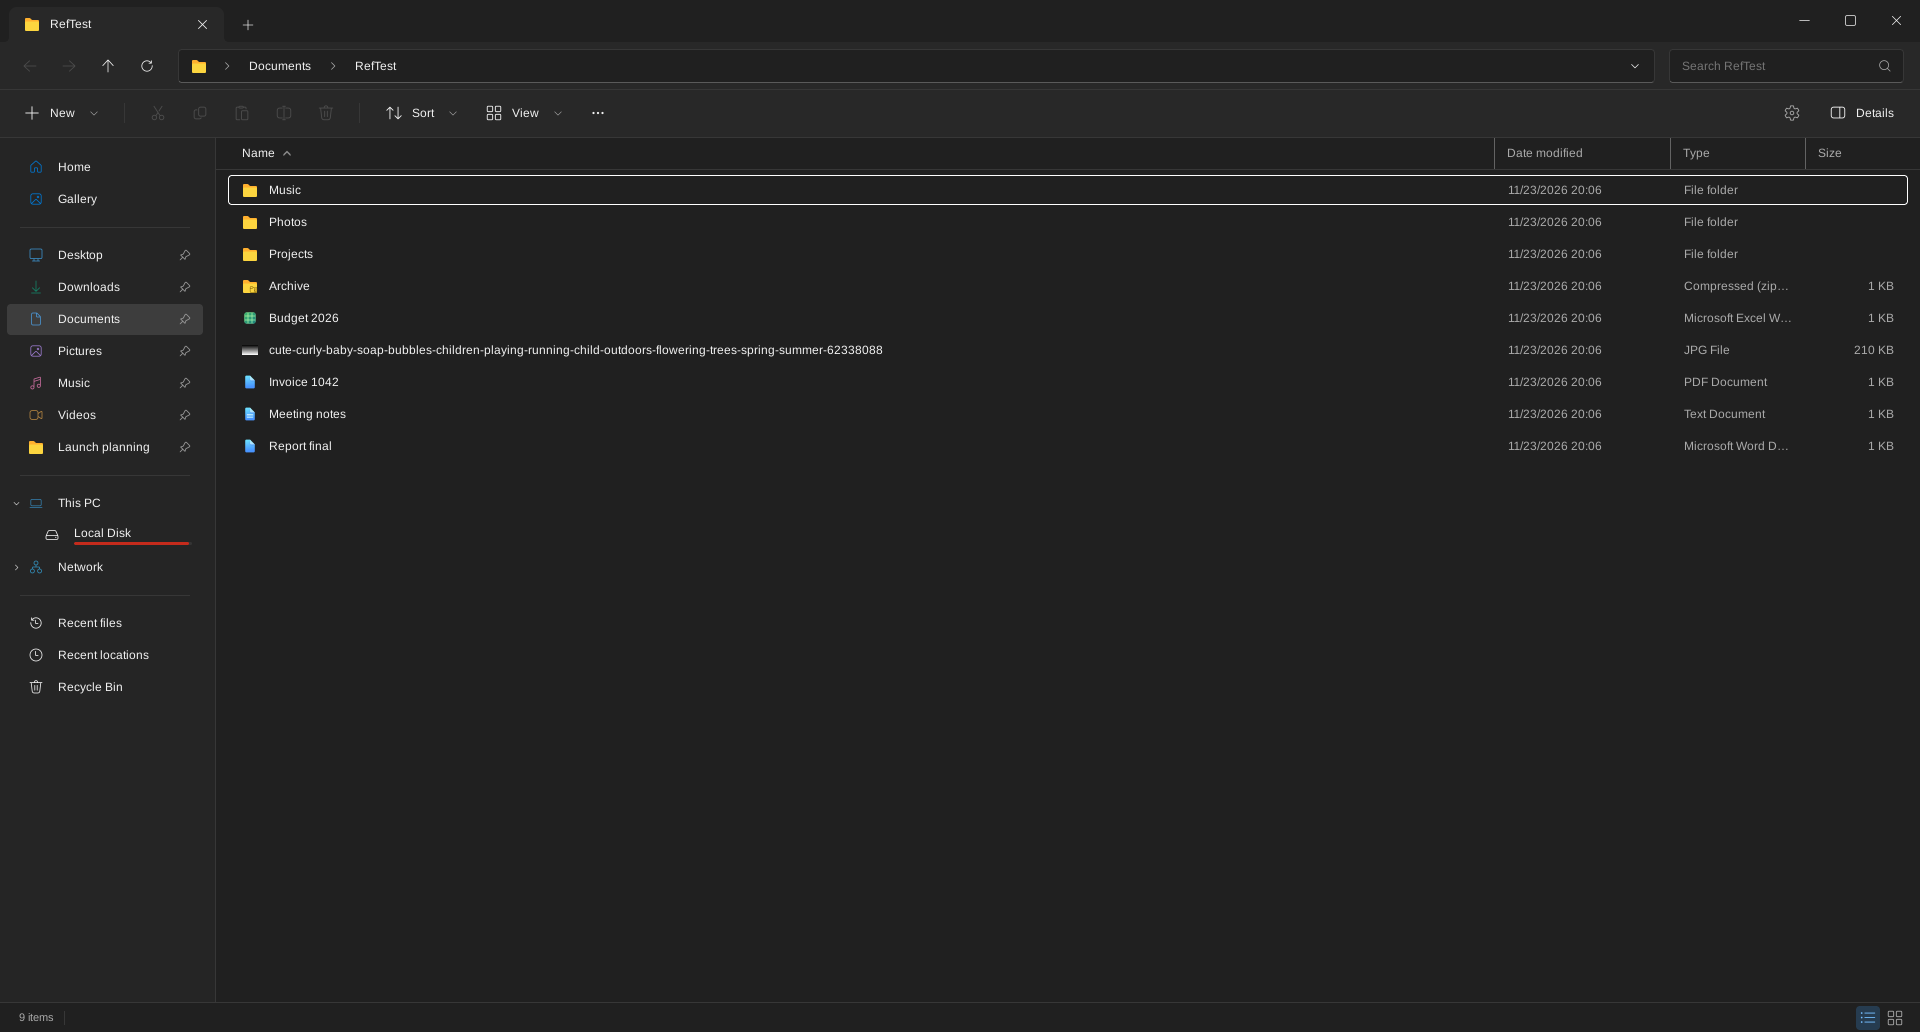 RefTest
Documents
RefTest
Search RefTest
New
Sort
View
Details
Name
Date modified
Type
Size
Home
Gallery
Desktop
Downloads
Documents
Pictures
Music
Videos
Launch planning
This PC
Local Disk
Network
Recent files
Recent locations
Recycle Bin
Music 11/23/2026 20:06 File folder
Photos 11/23/2026 20:06 File folder
Projects 11/23/2026 20:06 File folder
Archive 11/23/2026 20:06 Compressed (zip… 1 KB
Budget 2026 11/23/2026 20:06 Microsoft Excel W… 1 KB
cute-curly-baby-soap-bubbles-children-playing-running-child-outdoors-flowering-trees-spring-summer-62338088 11/23/2026 20:06 JPG File 210 KB
Invoice 1042 11/23/2026 20:06 PDF Document 1 KB
Meeting notes 11/23/2026 20:06 Text Document 1 KB
Report final 11/23/2026 20:06 Microsoft Word D… 1 KB
9 items